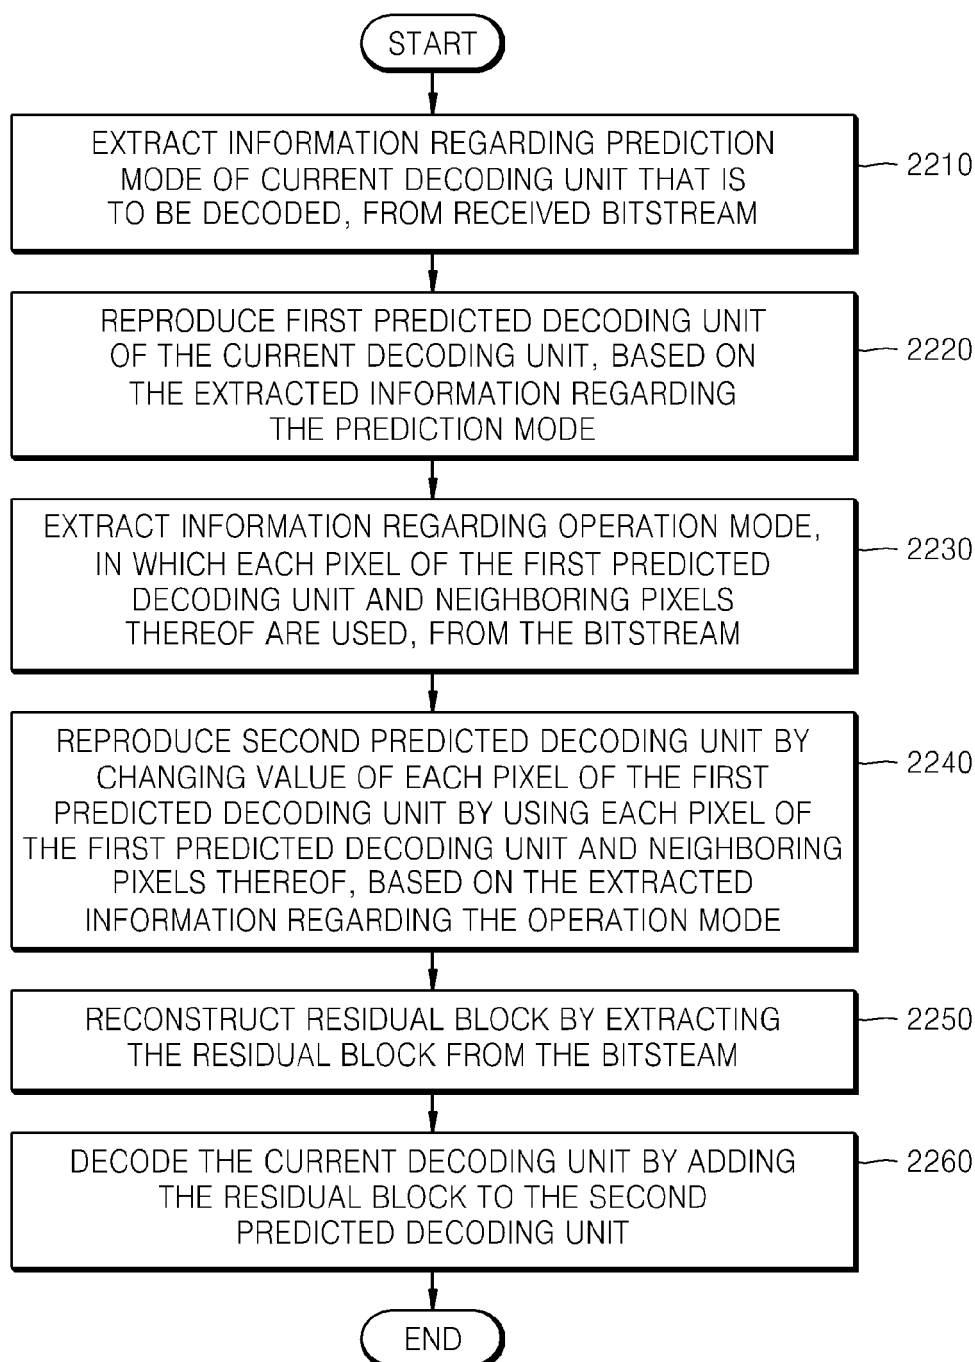 START
EXTRACT INFORMATION REGARDING PREDICTION
MODE OF CURRENT DECODING UNIT THAT IS
TO BE DECODED, FROM RECEIVED BITSTREAM
2210
REPRODUCE FIRST PREDICTED DECODING UNIT
OF THE CURRENT DECODING UNIT, BASED ON
THE EXTRACTED INFORMATION REGARDING
THE PREDICTION MODE
2220
EXTRACT INFORMATION REGARDING OPERATION MODE,
IN WHICH EACH PIXEL OF THE FIRST PREDICTED
DECODING UNIT AND NEIGHBORING PIXELS
THEREOF ARE USED, FROM THE BITSTREAM
2230
REPRODUCE SECOND PREDICTED DECODING UNIT BY
CHANGING VALUE OF EACH PIXEL OF THE FIRST
PREDICTED DECODING UNIT BY USING EACH PIXEL OF
THE FIRST PREDICTED DECODING UNIT AND NEIGHBORING
PIXELS THEREOF, BASED ON THE EXTRACTED
INFORMATION REGARDING THE OPERATION MODE
2240
RECONSTRUCT RESIDUAL BLOCK BY EXTRACTING
THE RESIDUAL BLOCK FROM THE BITSTEAM
2250
DECODE THE CURRENT DECODING UNIT BY ADDING
THE RESIDUAL BLOCK TO THE SECOND
PREDICTED DECODING UNIT
2260
END